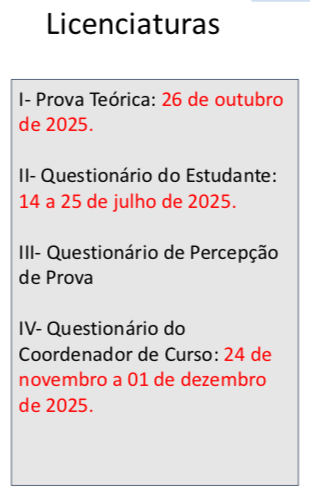 Licenciaturas
I- Prova Teórica: 26 de outubro
de 2025.
II- Questionário do Estudante:
14 a 25 de julho de 2025.
III- Questionário de Percepção
de Prova
IV- Questionário do
Coordenador de Curso: 24 de
novembro a 01 de dezembro
de 2025.